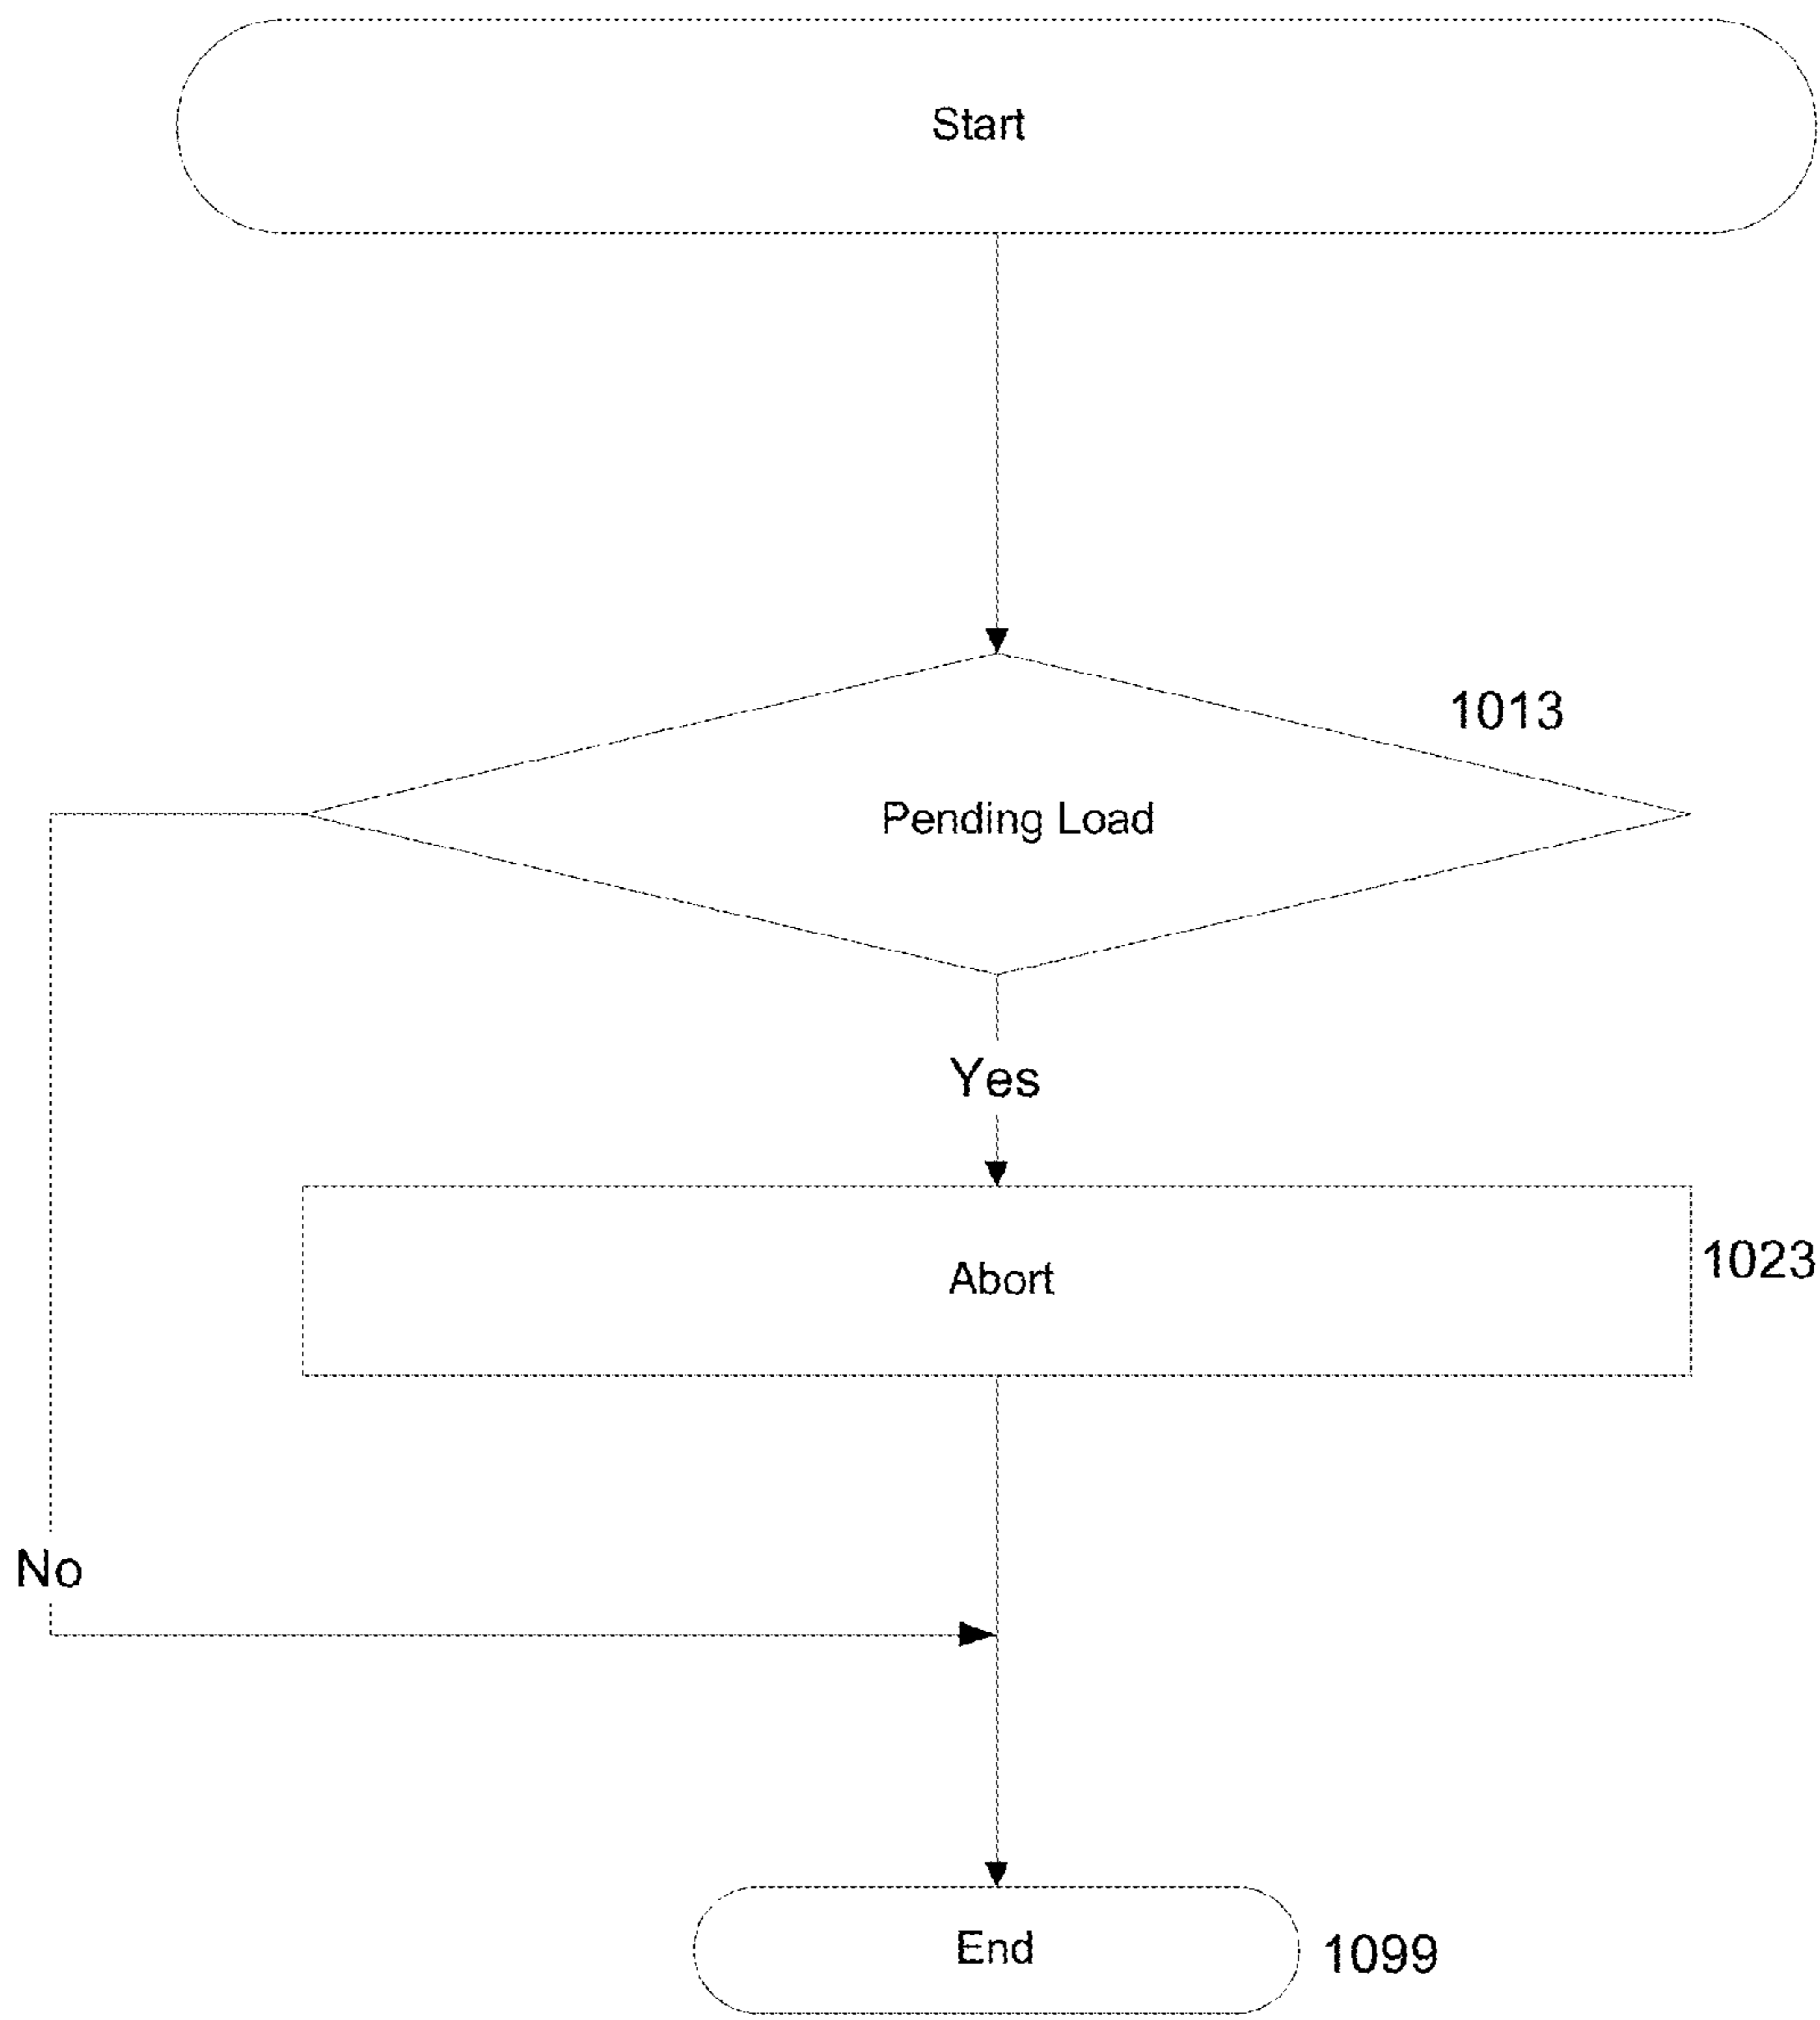 Start
1013
Pending Load
Yes
1023
Abort
No
End
1099